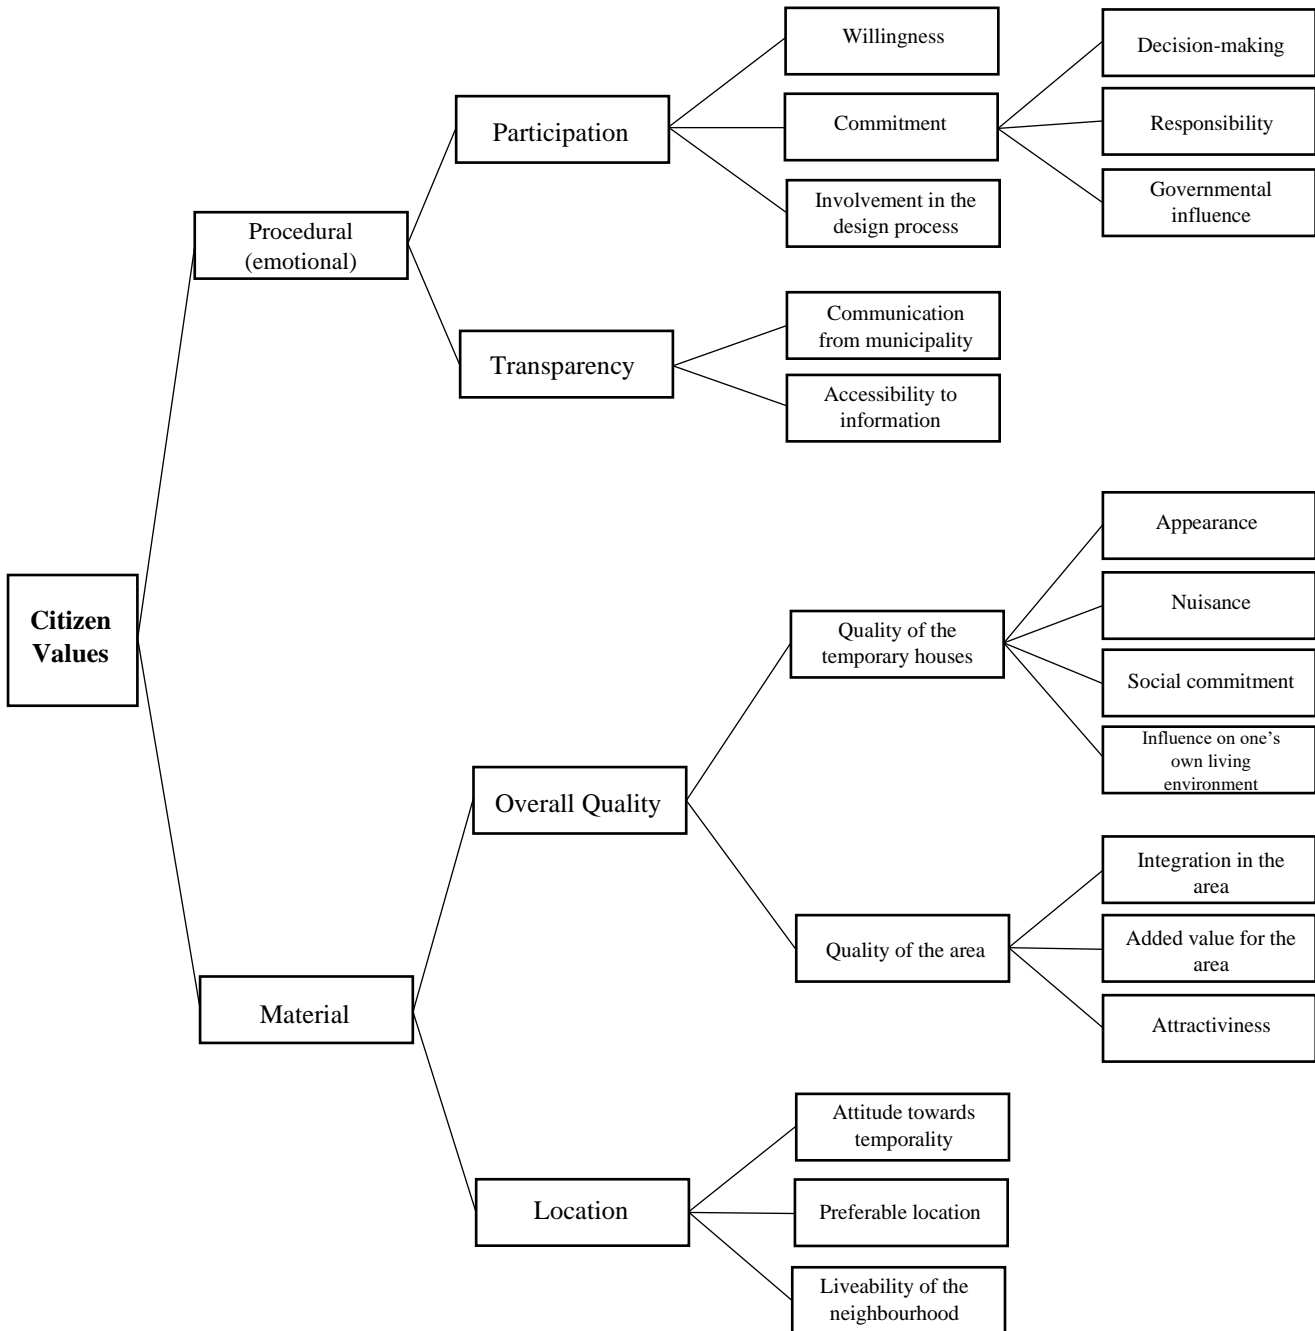 Citizen
Values
Procedural
(emotional)
Participation
Willingness
Commitment
Decision-making
Responsibility
Governmental
influence
Involvement in the
design process
Transparency
Communication
from municipality
Accessibility to
information
Material
Overall Quality
Quality of the
temporary houses
Appearance
Nuisance
Social commitment
Influence on one’s
own living
environment
Quality of the area
Integration in the
area
Added value for the
area
Attractiviness
Location
Attitude towards
temporality
Preferable location
Liveability of the
neighbourhood